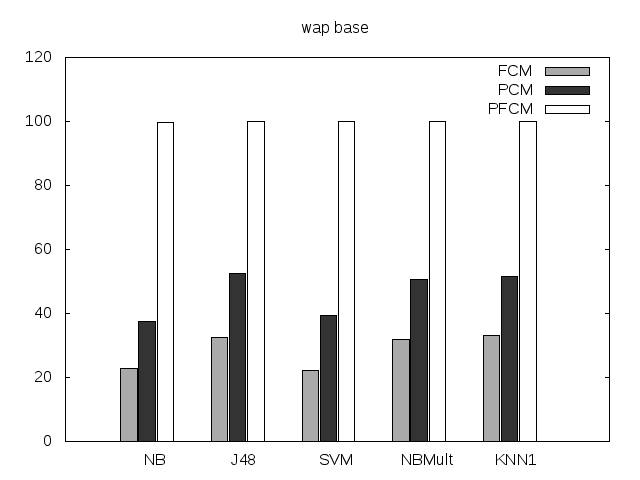 wap base
120
100
80
60
40
20
0
FCM
PCM
PFCM
NB J48 SVM NBMult KNN1